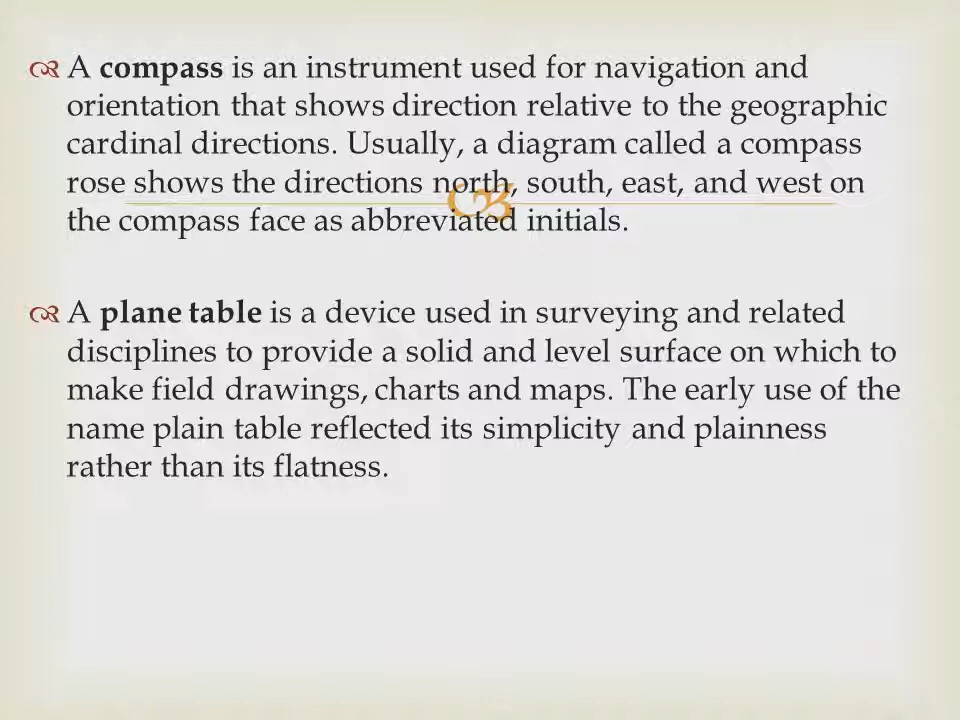 A compass is an instrument used for navigation and
orientation that shows direction relative to the geographic
cardinal directions. Usually, a diagram called a compass
rose shows the directions north, south, east, and west on
the compass face as abbreviated initials.
A plane table is a device used in surveying and related
disciplines to provide a solid and level surface on which to
make field drawings, charts and maps. The early use of the
name plain table reflected its simplicity and plainness
rather than its flatness.